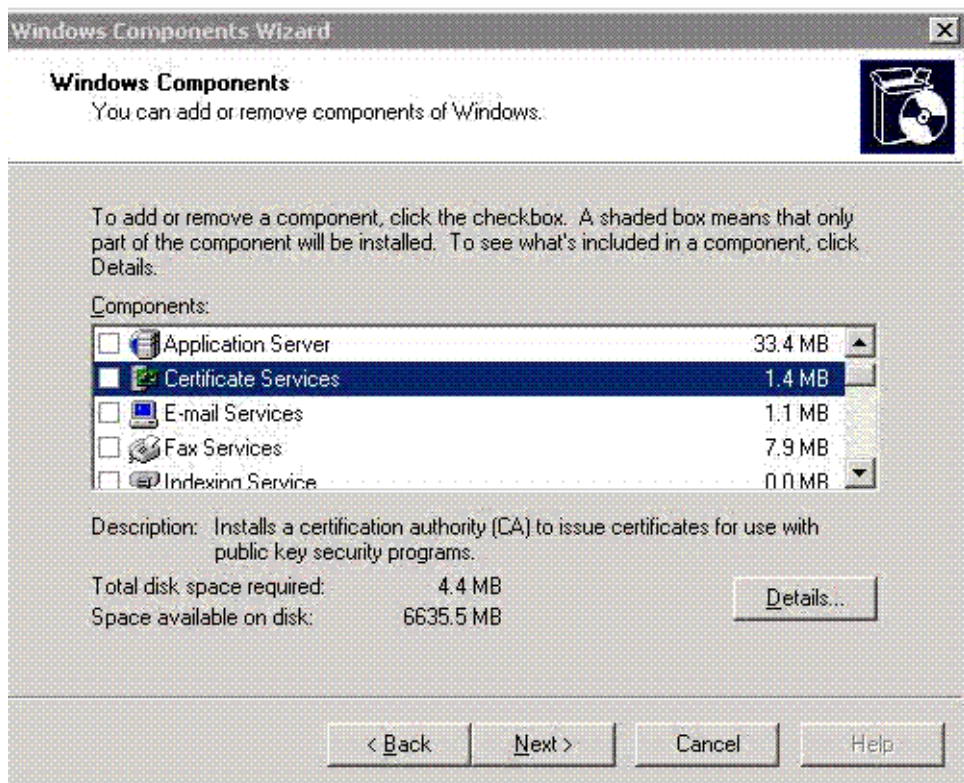 Windows Components Wizard
Windows Components
You can add or remove components of Windows.
To add or remove a component, click the checkbox. A shaded box means that only
part of the component will be installed. To see what's included in a component, click
Details.
Components:
Application Server 33.4 MB
Certificate Services 1.4 MB
E-mail Services 1.1 MB
Fax Services 7.9 MB
Indexing Service 0.0 MB
Description: Installs a certification authority (CA) to issue certificates for use with
public key security programs.
Total disk space required: 4.4 MB
Space available on disk: 6635.5 MB
Details...
< Back Next > Cancel Help